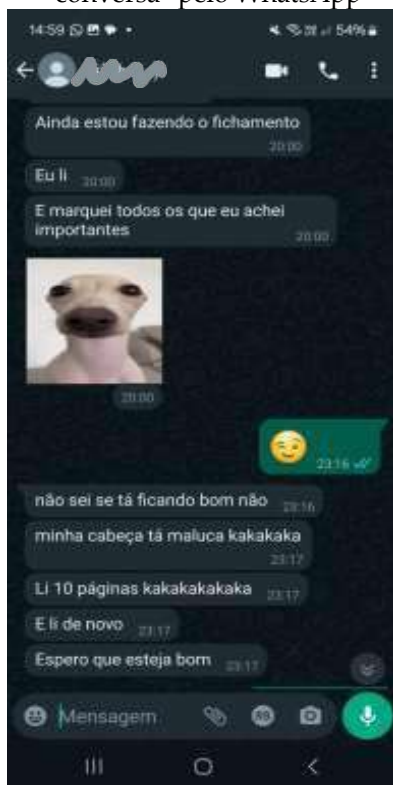 conversa" pelo WhatsApp
14:59
54%
Ainda estou fazendo o fichamento
20:00
Eu li 20:00
E marquei todos os que eu achei
importantes
20:00
20:00
23:16
não sei se tá ficando bom não 23:16
minha cabeça tá maluca kakakaka
23:17
Li 10 páginas kakakakakaka 23:17
E li de novo 23:17
Espero que esteja bom 23:17
Mensagem